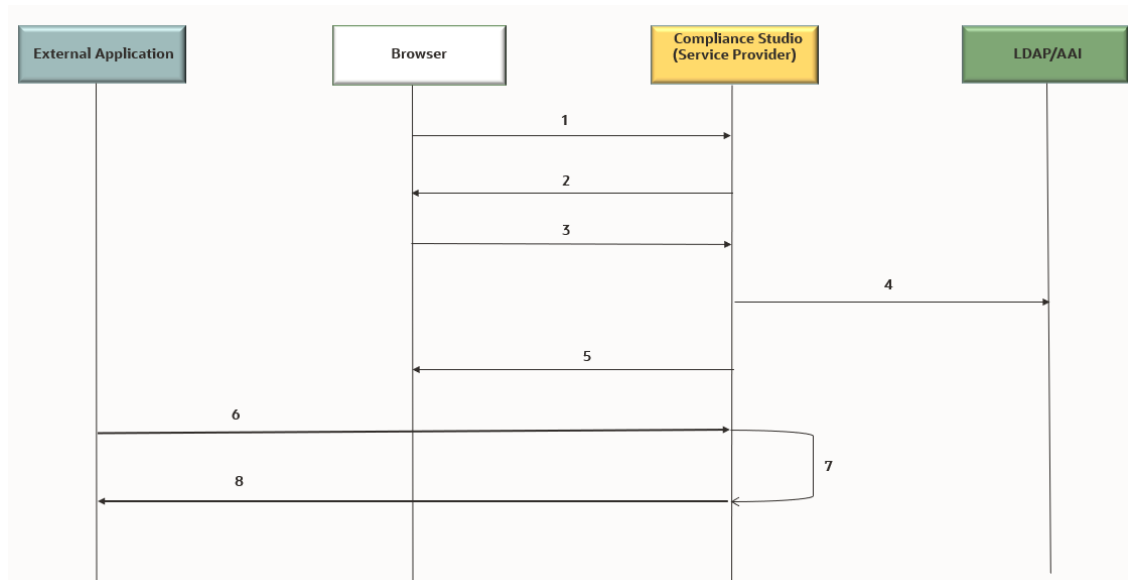 External Application
Browser
Compliance Studio
(Service Provider)
LDAP/AAI
1
2
3
4
5
6
7
8